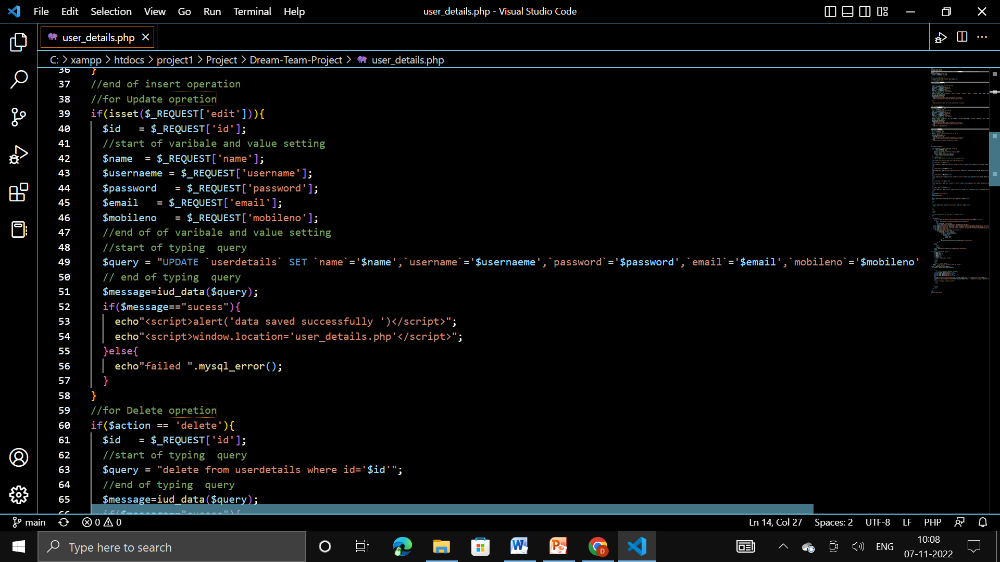 File Edit Selection View Go Run Terminal Help
user_details.php - Visual Studio Code
user_details.php
C: > xampp > htdocs > project1 > Project > Dream-Team-Project > user_details.php
36 }
37 //end of insert operation
38 //for Update opretion
39 if(isset($_REQUEST['edit'])){
40 $id   = $_REQUEST['id'];
41 //start of varibale and value setting
42 $name  = $_REQUEST['name'];
43 $usernaeme = $_REQUEST['username'];
44 $password   = $_REQUEST['password'];
45 $email   = $_REQUEST['email'];
46 $mobileno   = $_REQUEST['mobileno'];
47 //end of of varibale and value setting
48 //start of typing  query
49 $query = "UPDATE `userdetails` SET `name`='$name',`username`='$usernaeme',`password`='$password',`email`='$email',`mobileno`='$mobileno'
50 // end of typing  query
51 $message=iud_data($query);
52 if($message=="sucess"){
53 echo"<script>alert('data saved successfully ')</script>";
54 echo"<script>window.location='user_details.php'</script>";
55 }else{
56 echo"failed ".mysql_error();
57 }
58 }
59 //for Delete opretion
60 if($action == 'delete'){
61 $id   = $_REQUEST['id'];
62 //start of typing  query
63 $query = "delete from userdetails where id='$id'";
64 //end of typing  query
65 $message=iud_data($query);
main 0 0 Ln 14, Col 27 Spaces: 2 UTF-8 LF PHP
Type here to search
ENG
10:08
07-11-2022